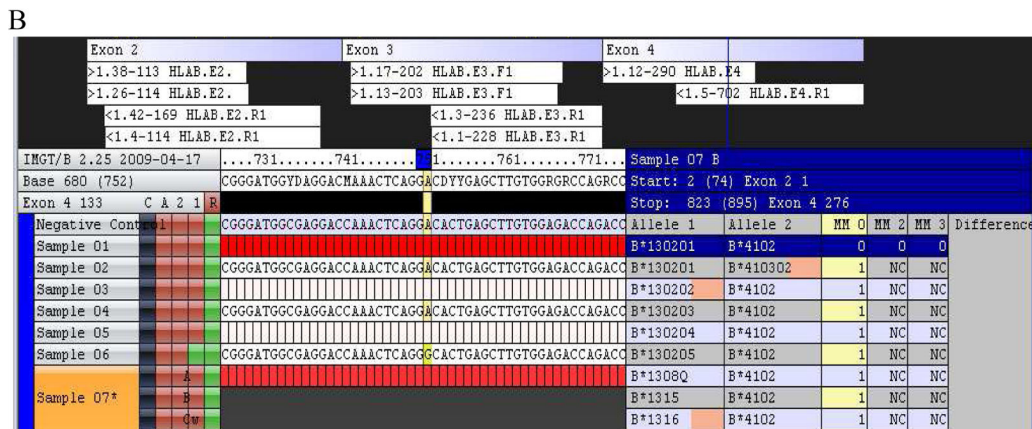 B
Exon 2 Exon 3 Exon 4
>1.38-113 HLAB.E2. >1.17-202 HLAB.E3.F1 >1.12-290 HLAB.E4
>1.26-114 HLAB.E2. >1.13-203 HLAB.E3.F1 <1.5-702 HLAB.E4.R1
<1.42-169 HLAB.E2.R1 <1.3-236 HLAB.E3.R1
<1.4-114 HLAB.E2.R1 <1.1-228 HLAB.E3.R1
IMGT/B 2.25 2009-04-17 ....731.......741.......751.......761.......771... Sample 07 B
Base 680 (752) CGGGATGGYDAGGACMAAACTCAGGACDYYGAGCTTGTGGRGRCCAGRCC Start: 2 (74) Exon 2 1
Exon 4 133 C A 2 1 R Stop: 823 (895) Exon 4 276
Negative Control CGGGATGGCGAGGACCAAACTCAGGACACTGAGCTTGTGGAGACCAGACC Allele 1 Allele 2 MM 0 MM 2 MM 3 Difference
Sample 01 B*130201 B*4102 0 0 0
Sample 02 CGGGATGGCGAGGACCAAACTCAGGACACTGAGCTTGTGGAGACCAGACC B*130201 B*410302 1 NC NC
Sample 03 B*130202 B*4102 1 NC NC
Sample 04 CGGGATGGCGAGGACCAAACTCAGGACACTGAGCTTGTGGAGACCAGACC B*130203 B*4102 1 NC NC
Sample 05 B*130204 B*4102 1 NC NC
Sample 06 CGGGATGGCGAGGACCAAACTCAGGGCACTGAGCTTGTGGAGACCAGACC B*130205 B*4102 1 NC NC
A B*1308Q B*4102 1 NC NC
Sample 07* B B*1315 B*4102 1 NC NC
Cw B*1316 B*4102 1 NC NC